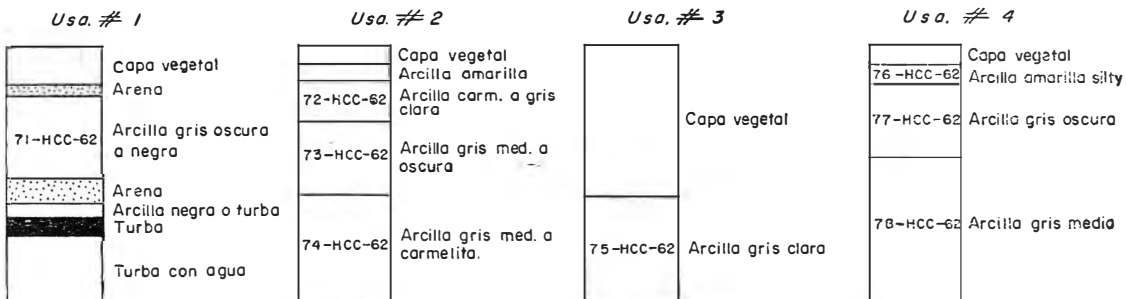 Usa. # 1
Capa vegetal
Arena
71-HCC-62
Arcilla gris oscura
a negra
Arena
Arcilla negra o turba
Turba
Turba con agua
Usa. # 2
Capa vegetal
Arcilla amarilla
72-HCC-62
Arcilla carm. a gris
clara
73-HCC-62
Arcilla gris med. a
oscura
74-HCC-62
Arcilla gris med. a
carmelita.
Usa. # 3
Capa vegetal
75-HCC-62
Arcilla gris clara
Usa. # 4
Capa vegetal
76-HCC-62
Arcilla amarilla silty
77-HCC-62
Arcilla gris oscura
78-HCC-62
Arcilla gris media